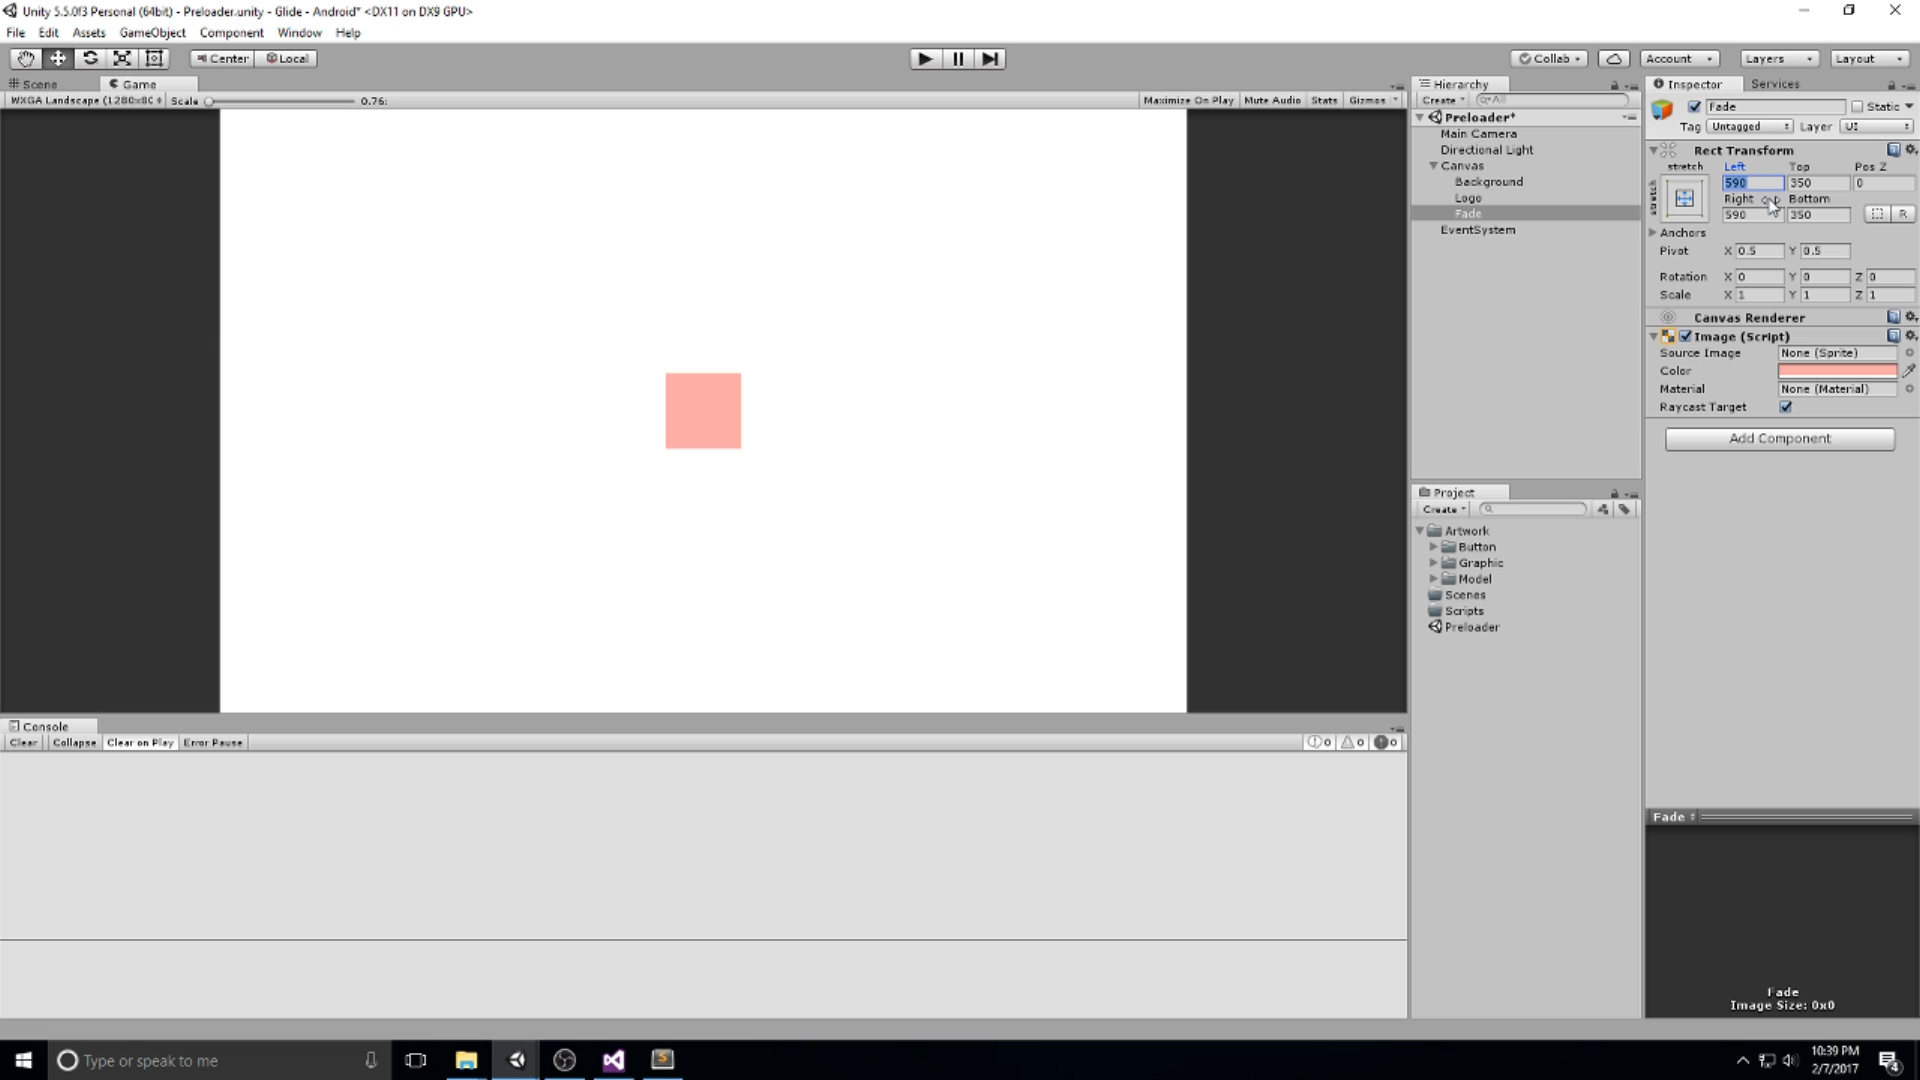 Unity 5.5.0f3 Personal (64bit) - Preloader.unity - Glide - Android* <DX11 on DX9 GPU>
File Edit Assets GameObject Component Window Help
Center Local
Collab Account Layers Layout
Scene Game
WXGA Landscape (1280x80 Scale 0.76:
Maximize On Play Mute Audio Stats Gizmos
Hierarchy
Create All
Preloader*
Main Camera
Directional Light
Canvas
Background
Logo
Fade
EventSystem
Project
Create
Artwork
Button
Graphic
Model
Scenes
Scripts
Preloader
Inspector Services
Fade Static
Tag Untagged Layer UI
Rect Transform
stretch Left Top Pos Z
stretch 590 350 0
Right Bottom
590 350 R
Anchors
Pivot X 0.5 Y 0.5
Rotation X 0 Y 0 Z 0
Scale X 1 Y 1 Z 1
Canvas Renderer
Image (Script)
Source Image None (Sprite)
Color
Material None (Material)
Raycast Target
Add Component
Fade
Fade
Image Size: 0x0
Console
Clear Collapse Clear on Play Error Pause
0 0 0
Type or speak to me
10:39 PM
2/7/2017
4